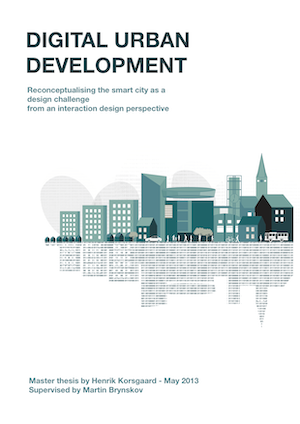 DIGITAL URBAN
DEVELOPMENT
Reconceptualising the smart city as a
design challenge
from an interaction design perspective
Master thesis by Henrik Korsgaard - May 2013
Supervised by Martin Brynskov